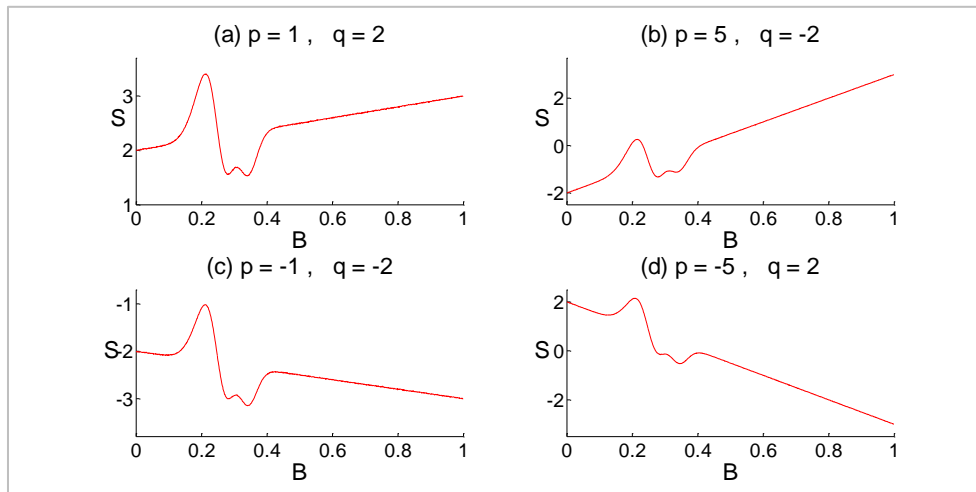 (a) p = 1 , q = 2
S
3
2
1
0 0.2 0.4 0.6 0.8 1
B
(b) p = 5 , q = -2
S
2
0
-2
0 0.2 0.4 0.6 0.8 1
B
(c) p = -1 , q = -2
S
-1
-2
-3
0 0.2 0.4 0.6 0.8 1
B
(d) p = -5 , q = 2
S
2
0
-2
0 0.2 0.4 0.6 0.8 1
B